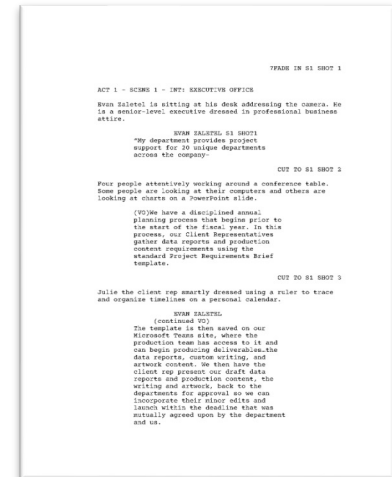 ?FADE IN S1 SHOT 1
ACT 1 - SCENE 1 - INT: EXECUTIVE OFFICE
Evan Zaletel is sitting at his desk addressing the camera. He
is a senior-level executive dressed in professional business
attire.
EVAN ZALETEL S1 SHOT1
"My department provides project
support for 20 unique departments
across the company-
CUT TO S1 SHOT 2
Four people attentively working around a conference table.
Some people are looking at their computers and others are
looking at charts on a PowerPoint slide.
(VO)We have a disciplined annual
planning process that begins prior to
the start of the fiscal year. In this
process, our Client Representatives
gather data reports and production
content requirements using the
standard Project Requirements Brief
template.
CUT TO S1 SHOT 3
Julie the client rep smartly dressed using a ruler to trace
and organize timelines on a personal calendar.
EVAN ZALETEL
(continued VO)
The template is then saved on our
Microsoft Teams site, where the
production team has access to it and
can begin producing deliverables…the
data reports, custom writing, and
artwork content. We then have the
client rep present our draft data
reports and production content, the
writing and artwork, back to the
departments for approval so we can
incorporate their minor edits and
launch within the deadline that was
mutually agreed upon by the department
and us.